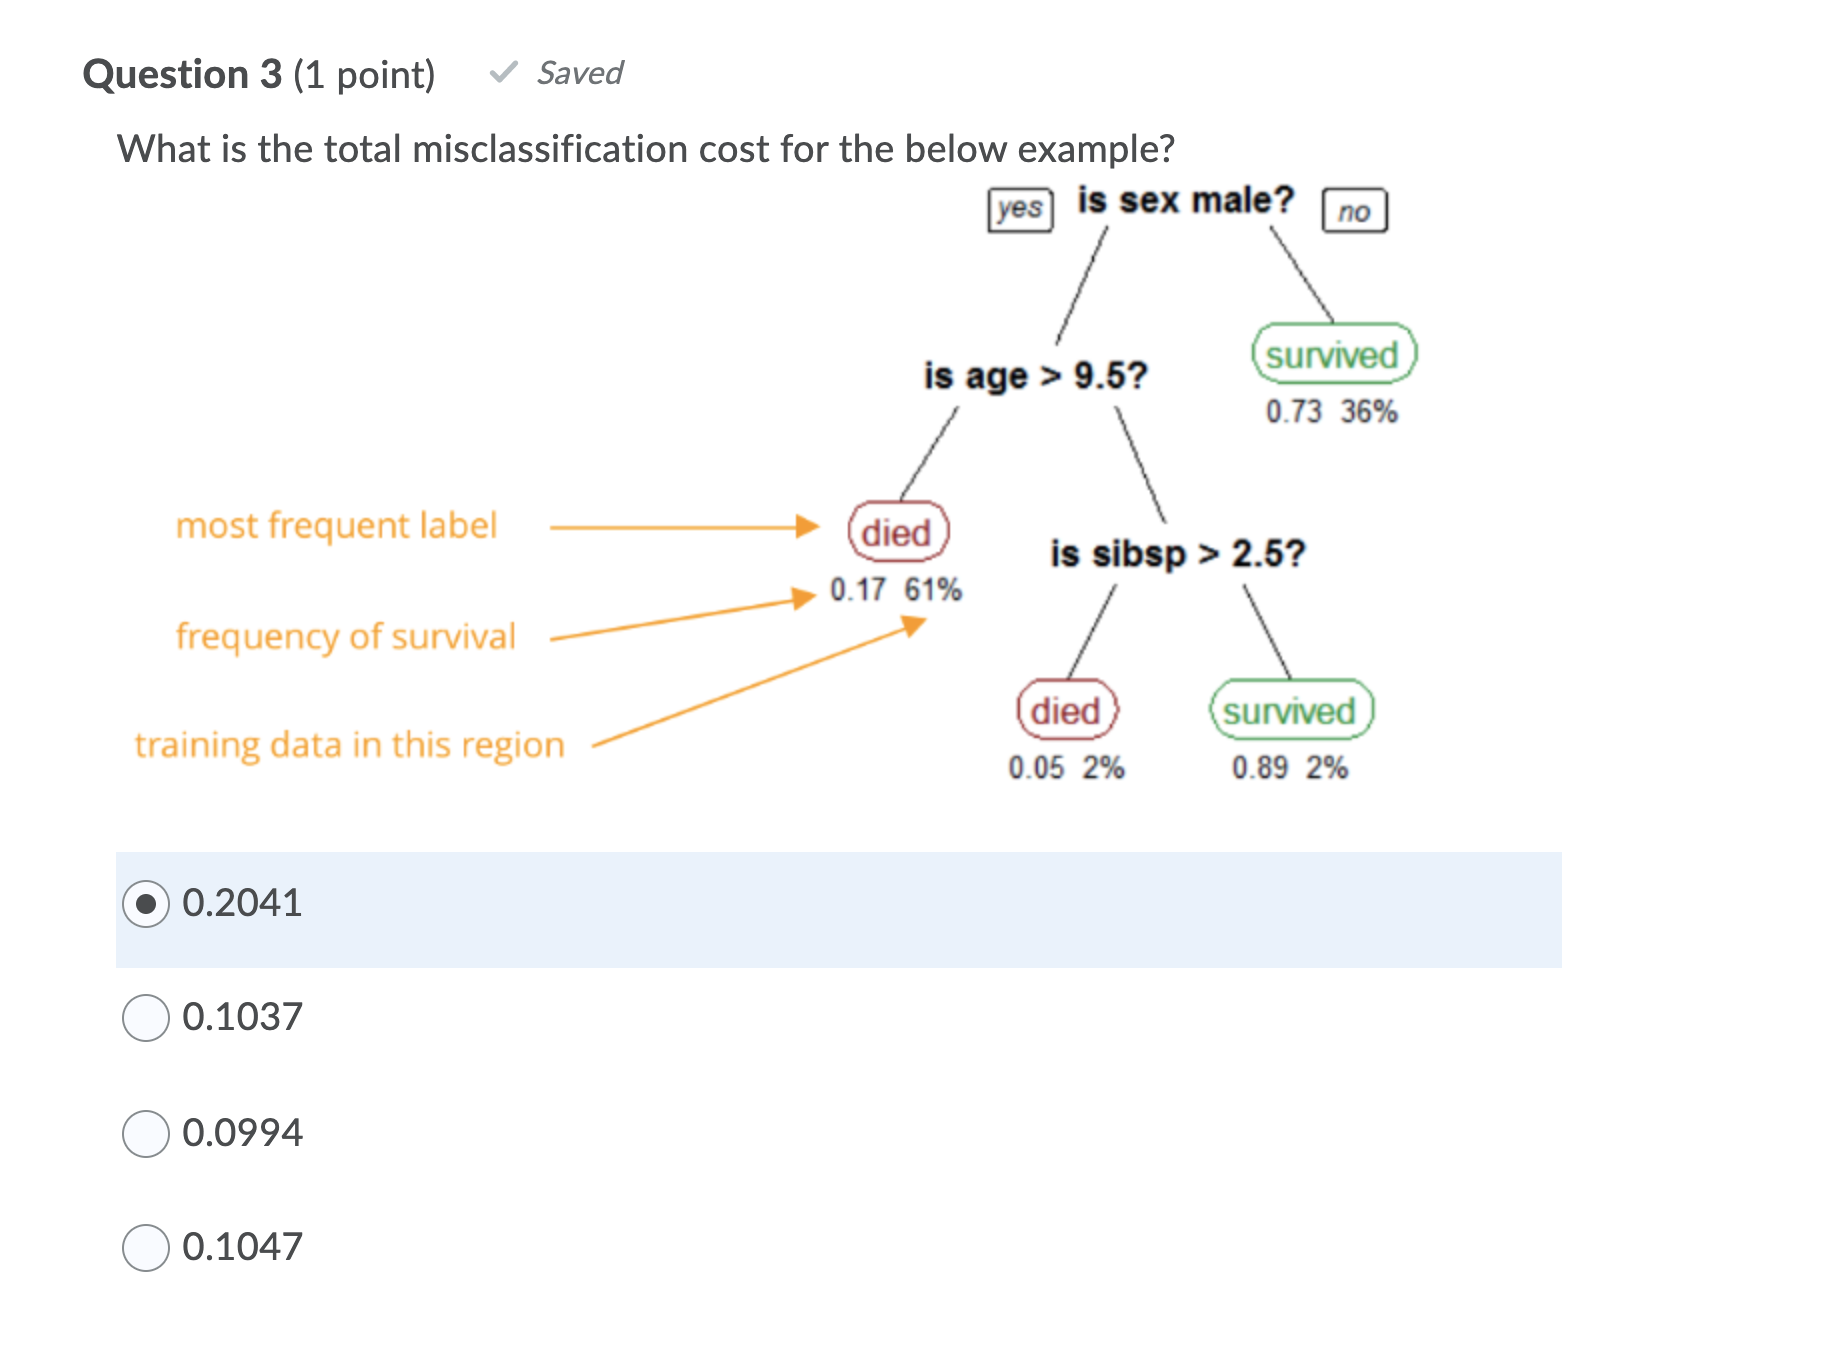 Question 3 (1 point) Saved
What is the total misclassification cost for the below example?
yes is sex male? no
is age > 9.5?
survived
0.73 36%
most frequent label
died
0.17 61%
frequency of survival
is sibsp > 2.5?
training data in this region
died
0.05 2%
survived
0.89 2%
0.2041
0.1037
0.0994
0.1047